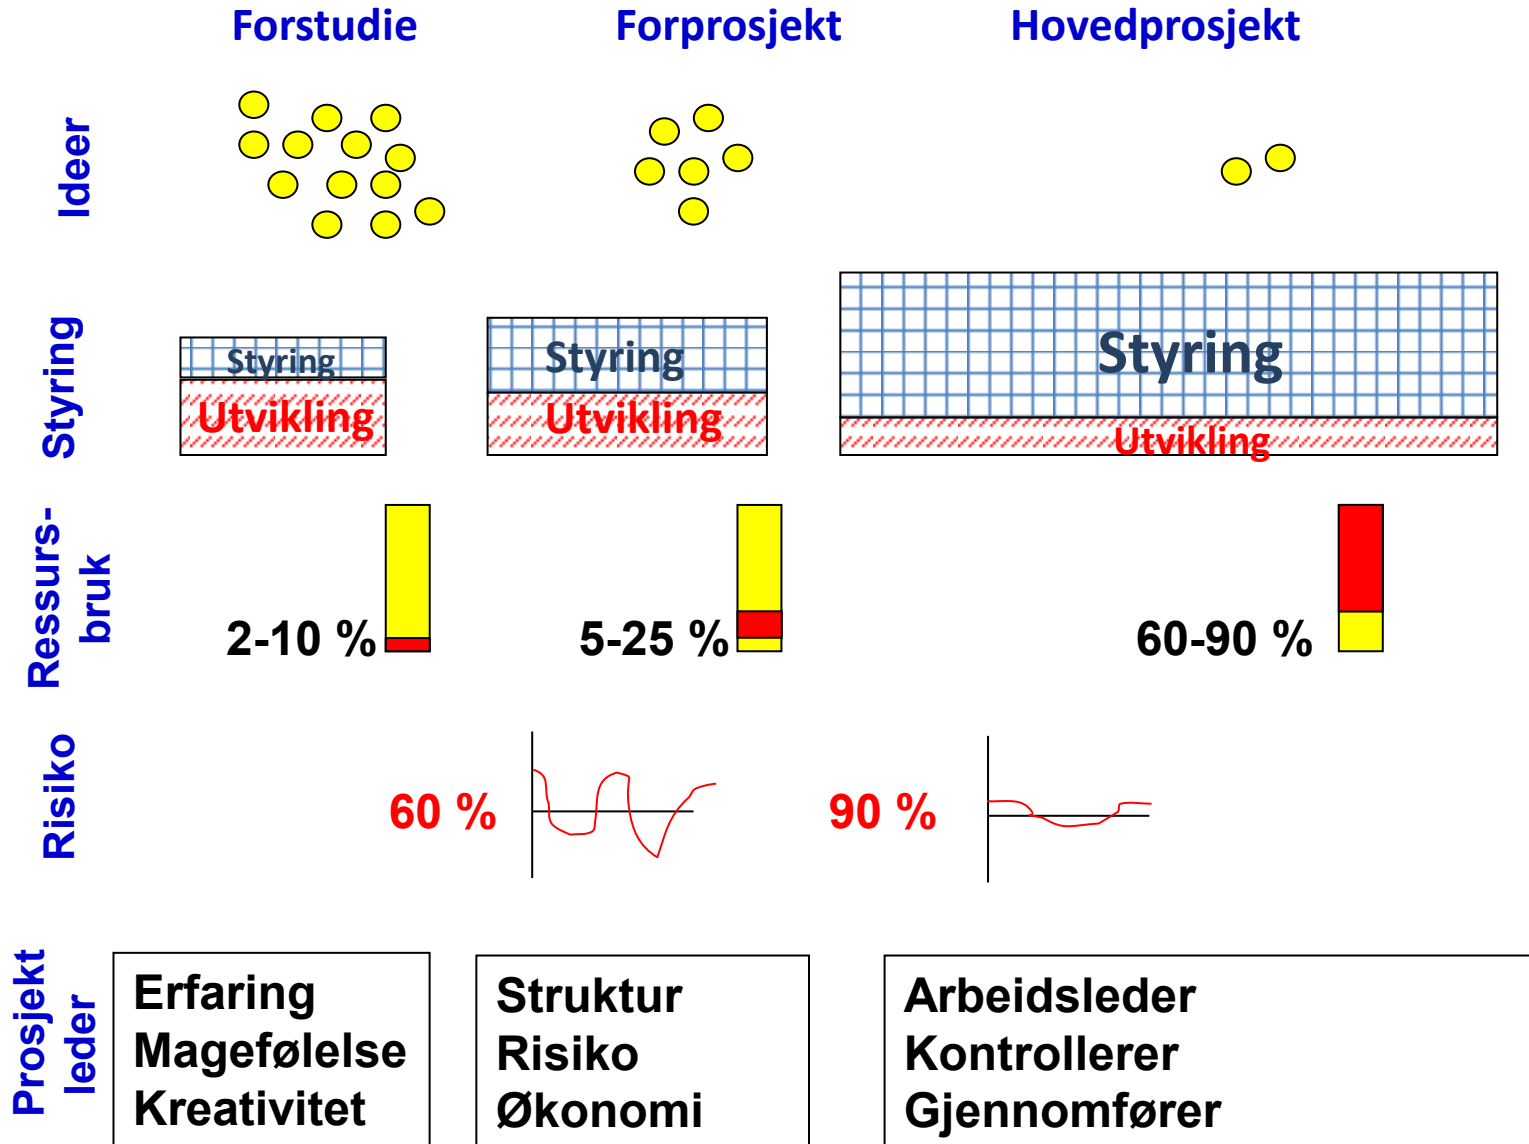 Forstudie
Forprosjekt
Hovedprosjekt
Ideer
Styring
Styring
Utvikling
Styring
Utvikling
Styring
Utvikling
Ressurs-
bruk
2-10 %
5-25 %
60-90 %
Risiko
60 %
90 %
Prosjekt
leder
Erfaring
Magefølelse
Kreativitet
Struktur
Risiko
Økonomi
Arbeidsleder
Kontrollerer
Gjennomfører